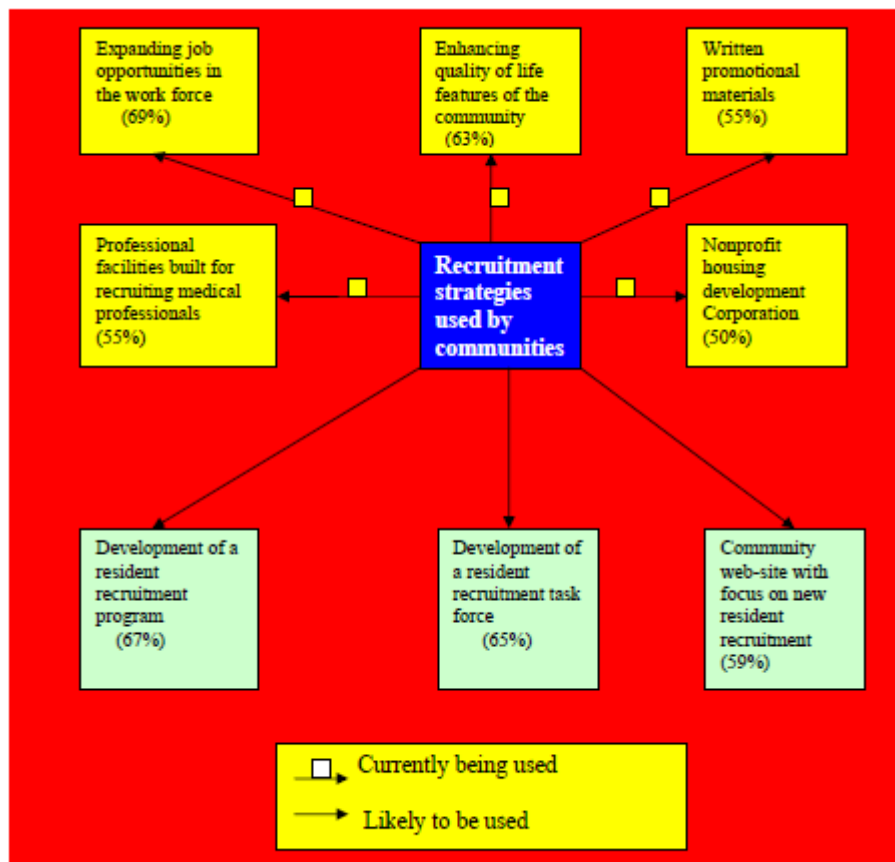 Expanding job
opportunities in
the work force
(69%)
Enhancing
quality of life
features of the
community
(63%)
Written
promotional
materials
(55%)
Professional
facilities built for
recruiting medical
professionals
(55%)
Recruitment
strategies
used by
communities
Nonprofit
housing
development
Corporation
(50%)
Development of a
resident
recruitment
program
(67%)
Development of
a resident
recruitment task
force
(65%)
Community
web-site with
focus on new
resident
recruitment
(59%)
Currently being used
Likely to be used